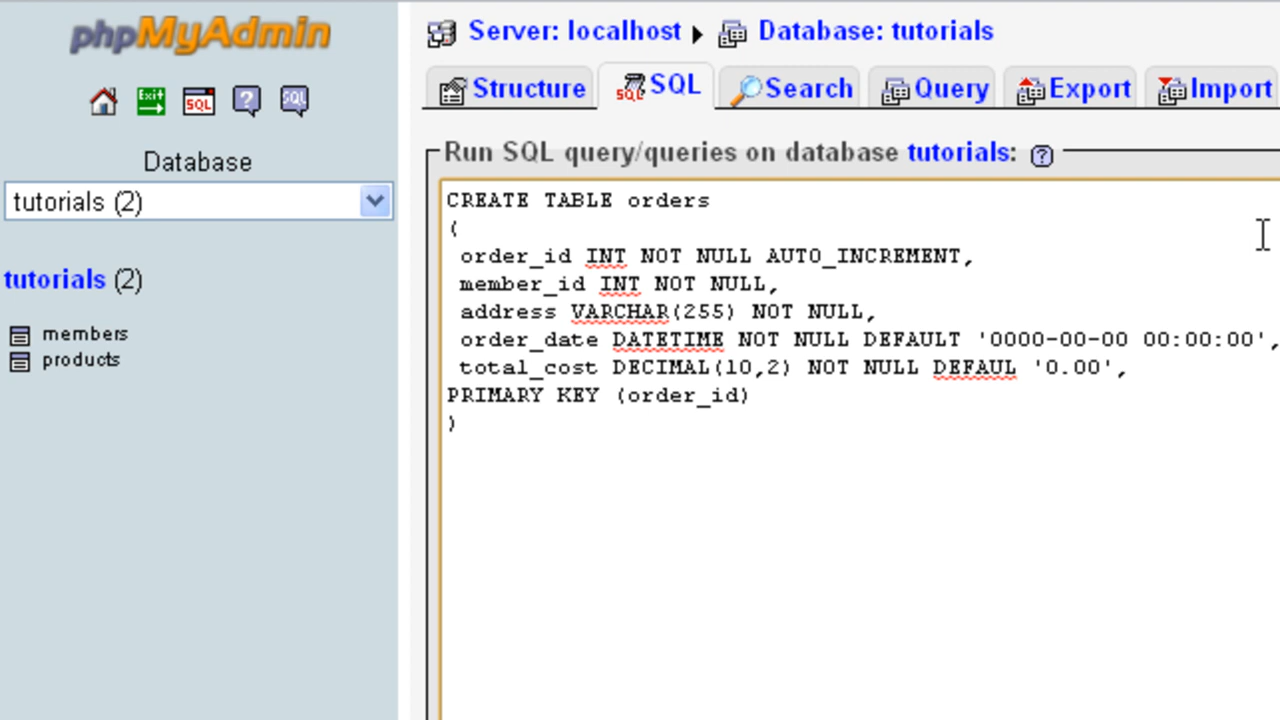 phpMyAdmin
Exit
SQL
?
SQL
Database
tutorials (2)
tutorials (2)
members
products
Server: localhost
Database: tutorials
Structure
SQL
Search
Query
Export
Import
Run SQL query/queries on database tutorials: ?
CREATE TABLE orders
(
order_id INT NOT NULL AUTO_INCREMENT,
member_id INT NOT NULL,
address VARCHAR(255) NOT NULL,
order_date DATETIME NOT NULL DEFAULT '0000-00-00 00:00:00',
total_cost DECIMAL(10,2) NOT NULL DEFAUL '0.00',
PRIMARY KEY (order_id)
)